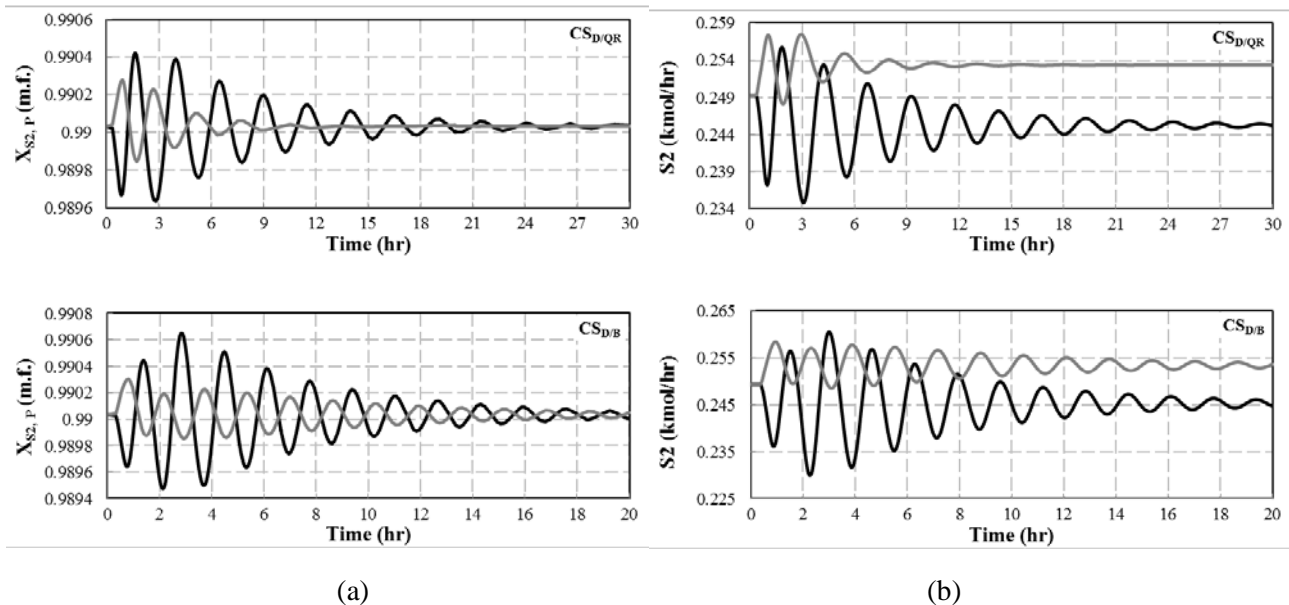 0.9906
0.9904
0.9902
0.99
0.9898
0.9896
X_S2, P (m.f.)
CS_D/QR
0 3 6 9 12 15 18 21 24 27 30
Time (hr)
0.259
0.254
0.249
0.244
0.239
0.234
S2 (kmol/hr)
CS_D/QR
0 3 6 9 12 15 18 21 24 27 30
Time (hr)
0.9908
0.9906
0.9904
0.9902
0.99
0.9898
0.9896
0.9894
X_S2, P (m.f.)
CS_D/B
0 2 4 6 8 10 12 14 16 18 20
Time (hr)
0.265
0.255
0.245
0.235
0.225
S2 (kmol/hr)
CS_D/B
0 2 4 6 8 10 12 14 16 18 20
Time (hr)
(a)
(b)